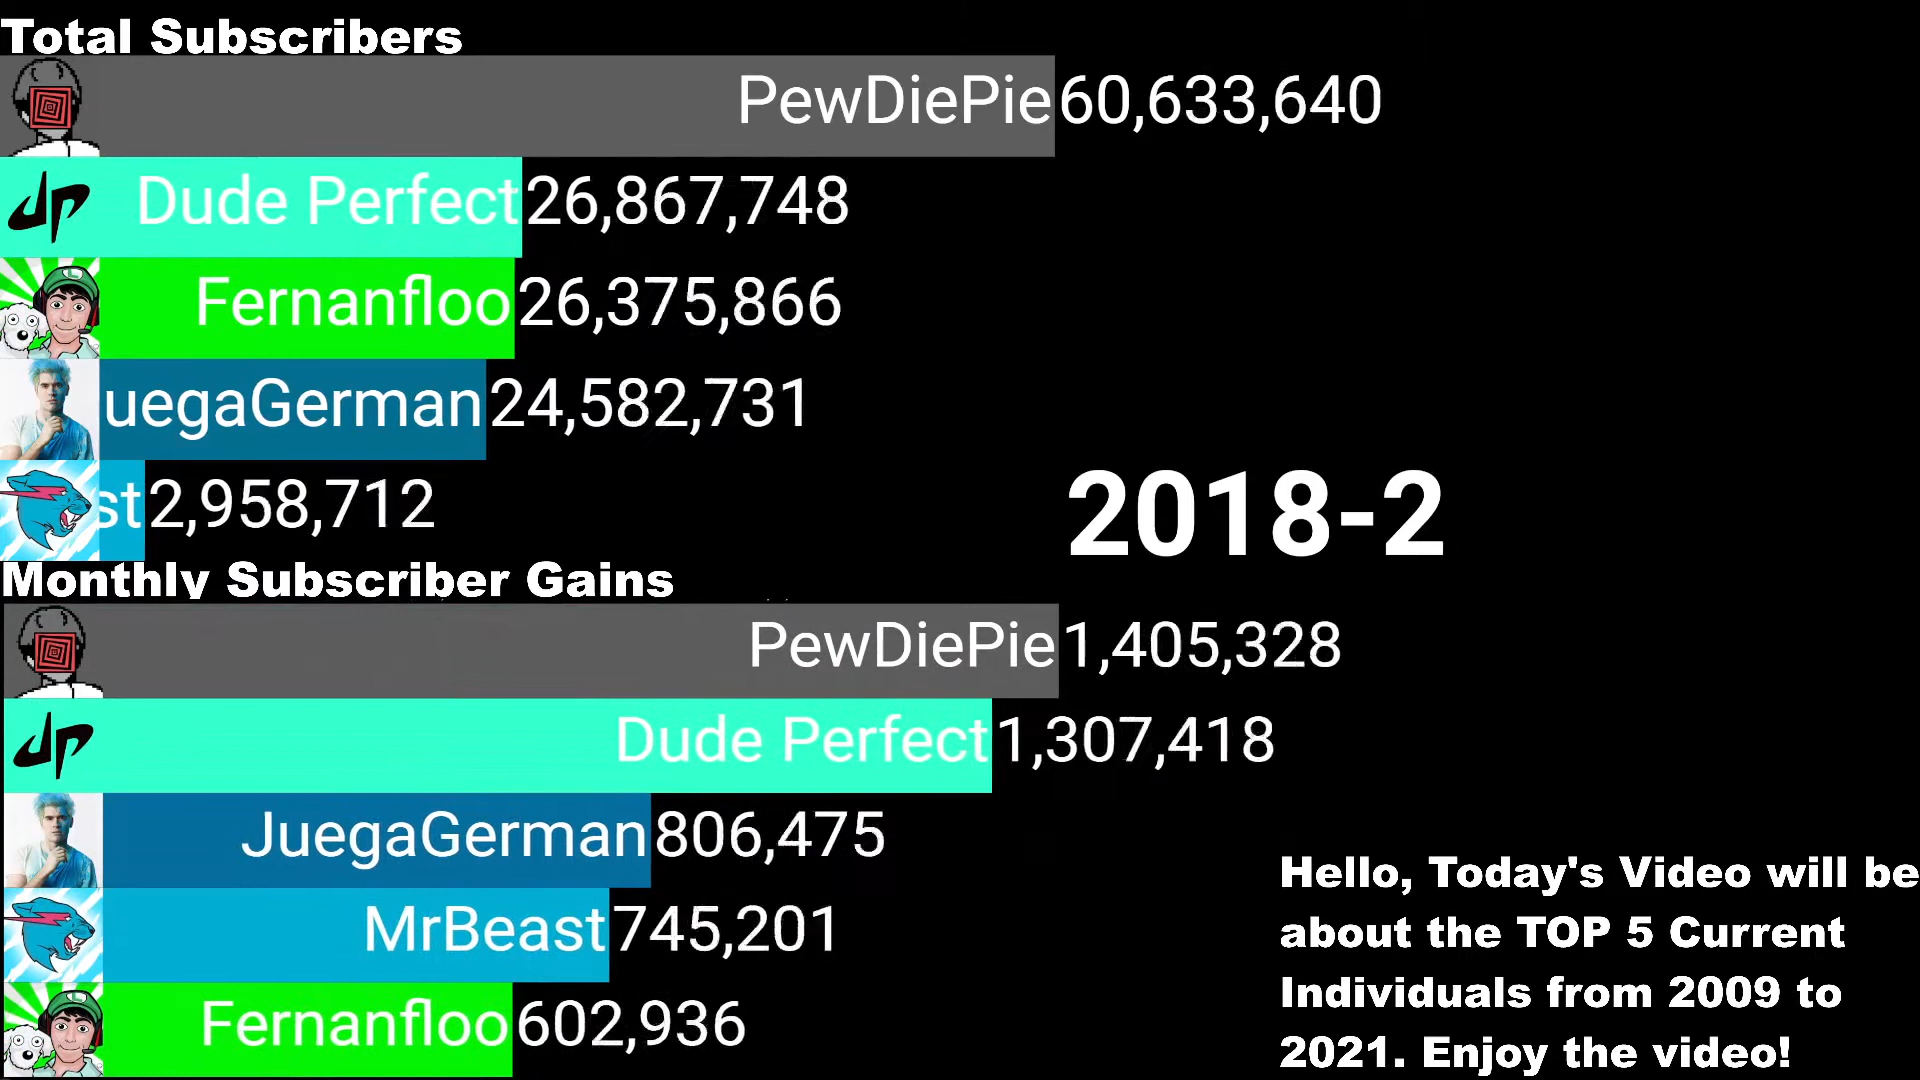 Total Subscribers
PewDiePie 60,633,640
Dude Perfect 26,867,748
Fernanfloo 26,375,866
uegaGerman 24,582,731
st 2,958,712
2018-2
Monthly Subscriber Gains
PewDiePie 1,405,328
Dude Perfect 1,307,418
JuegaGerman 806,475
MrBeast 745,201
Fernanfloo 602,936
Hello, Today's Video will be
about the TOP 5 Current
Individuals from 2009 to
2021. Enjoy the video!